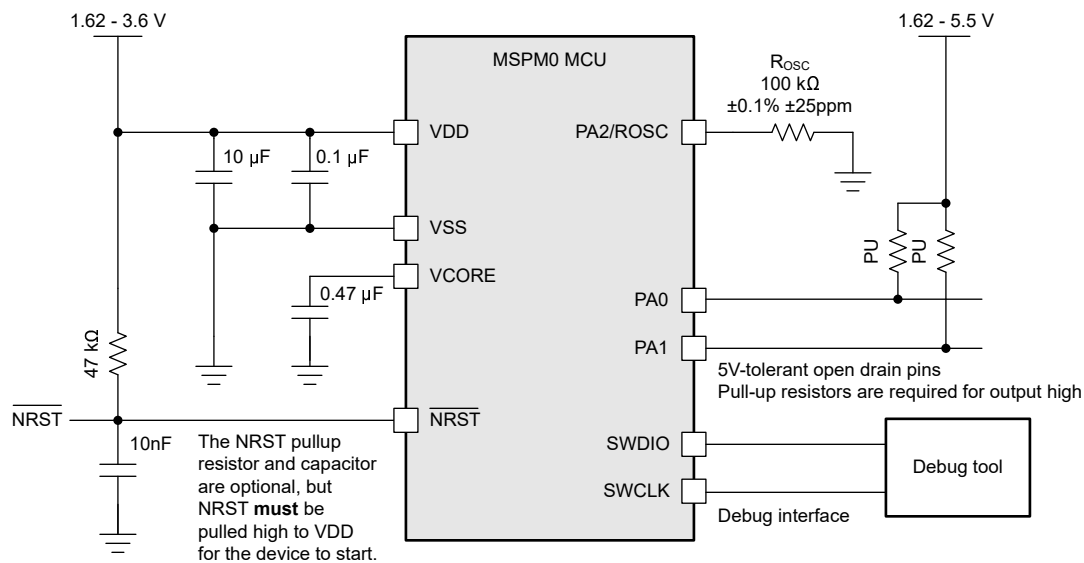 1.62 - 3.6 V
1.62 - 5.5 V
MSPM0 MCU
ROSC
100 kΩ
±0.1% ±25ppm
VDD
PA2/ROSC
10 µF
0.1 µF
VSS
PU
PU
VCORE
0.47 µF
PA0
47 kΩ
PA1
5V-tolerant open drain pins
Pull-up resistors are required for output high
NRST
NRST
10nF
The NRST pullup
resistor and capacitor
are optional, but
NRST must be
pulled high to VDD
for the device to start.
SWDIO
SWCLK
Debug tool
Debug interface